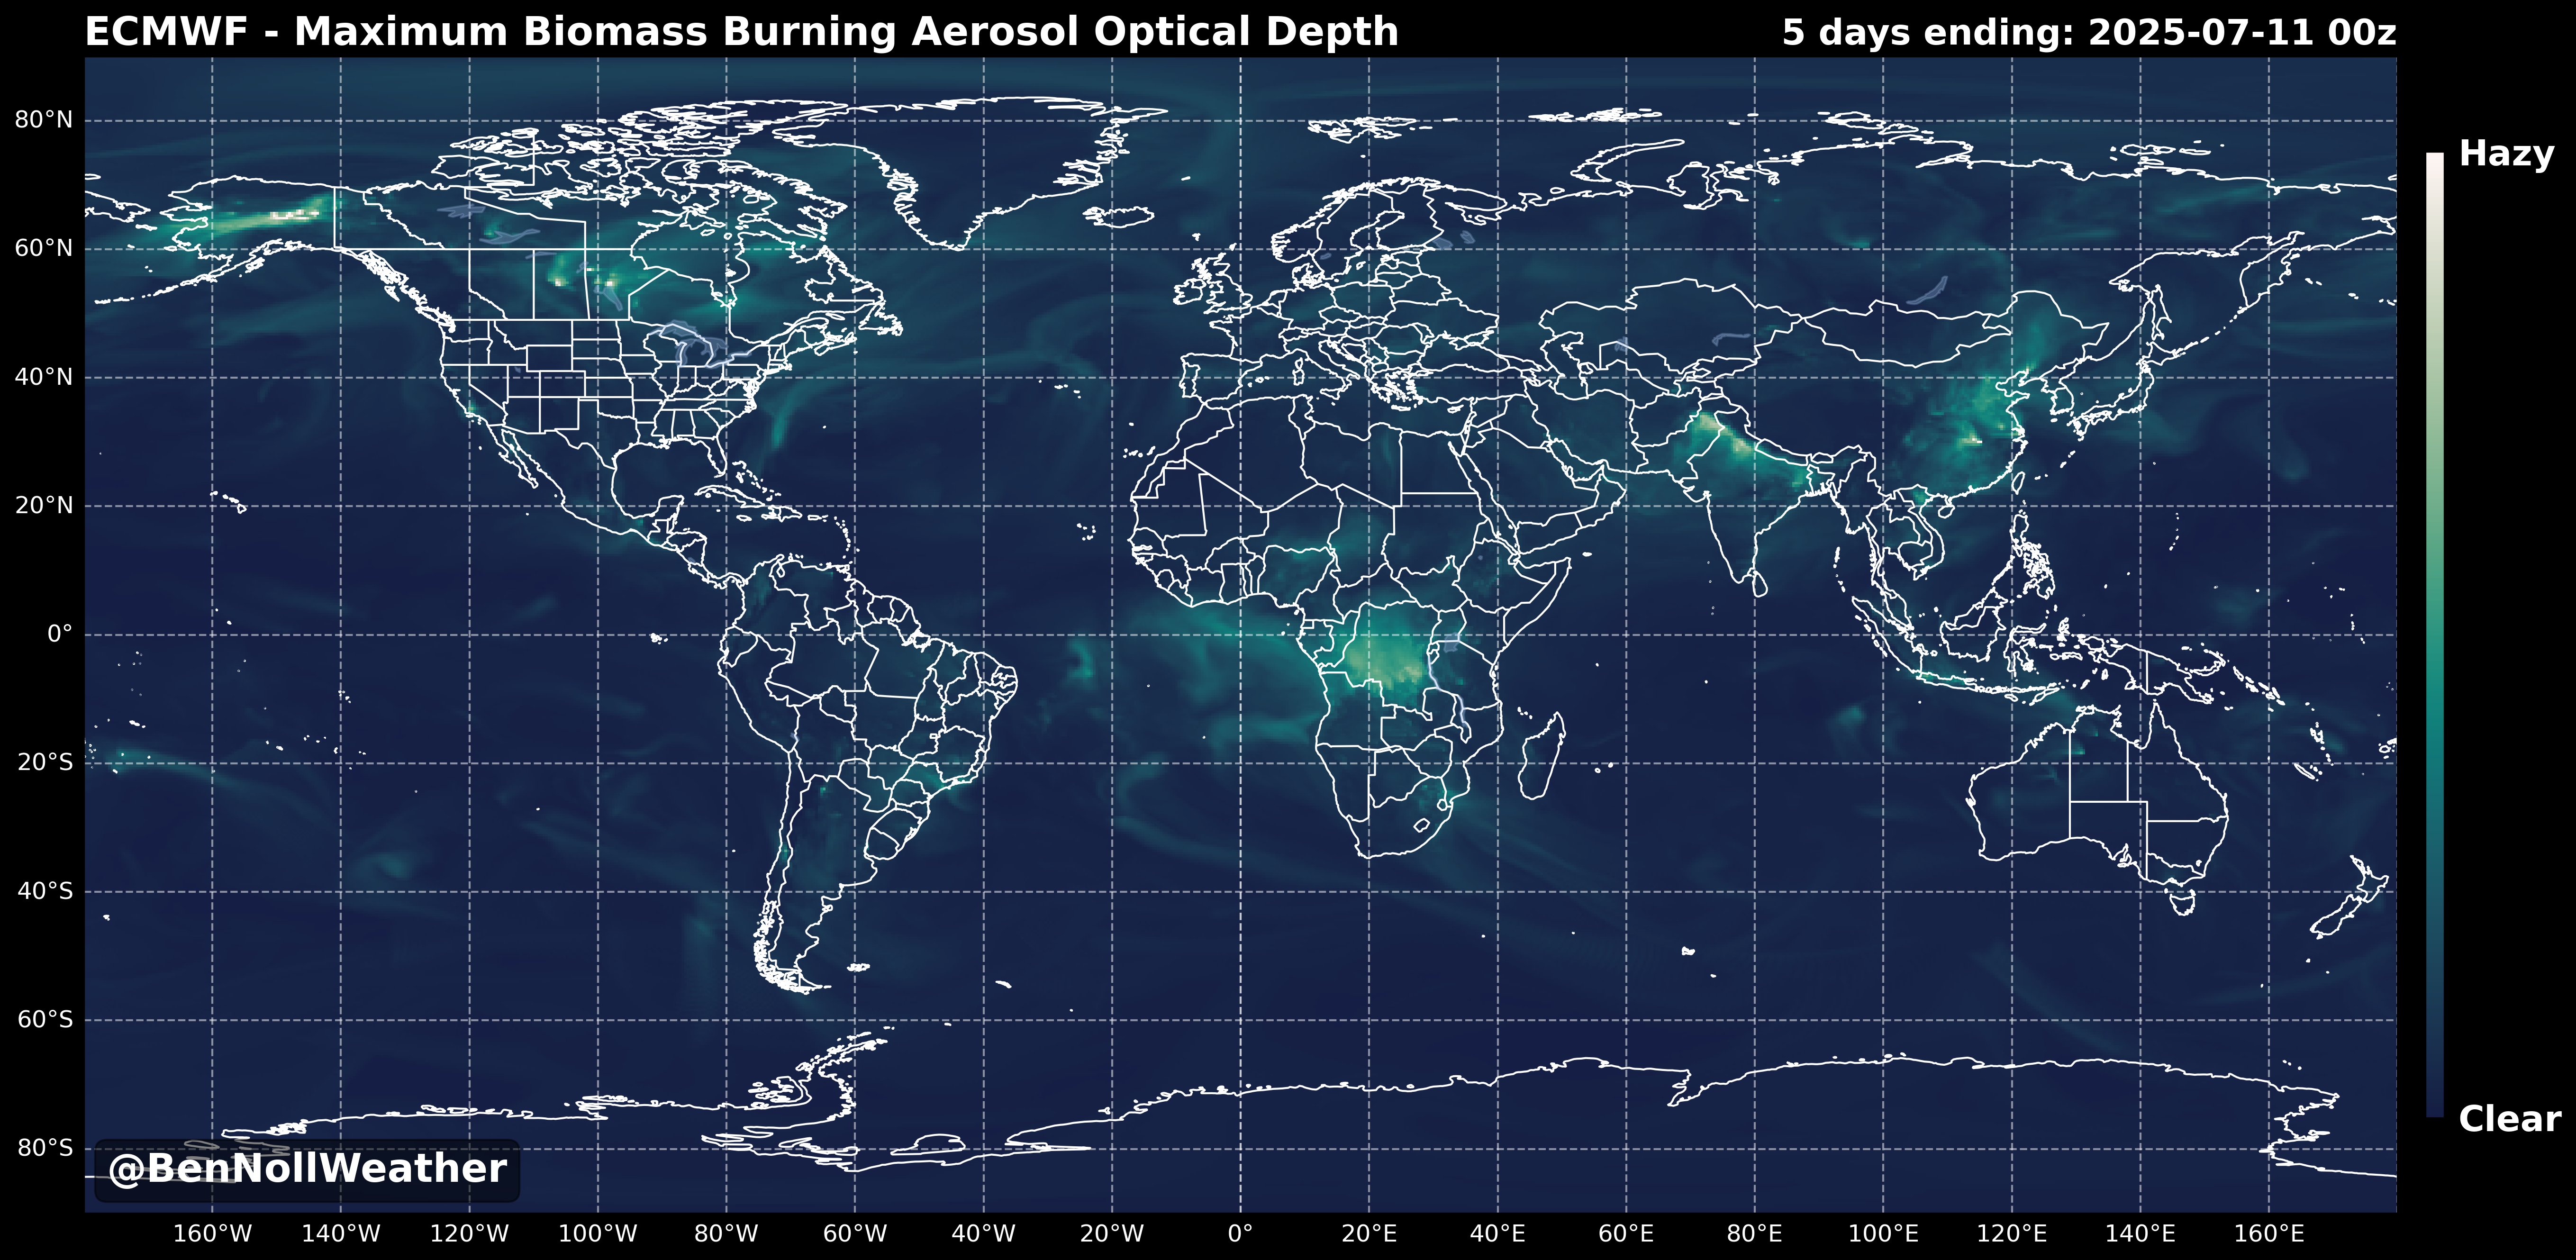 ECMWF - Maximum Biomass Burning Aerosol Optical Depth
5 days ending: 2025-07-11 00z
80°N
60°N
40°N
20°N
0°
20°S
40°S
60°S
80°S
Hazy
Clear
@BenNollWeather
160°W 140°W 120°W 100°W 80°W 60°W 40°W 20°W 0° 20°E 40°E 60°E 80°E 100°E 120°E 140°E 160°E